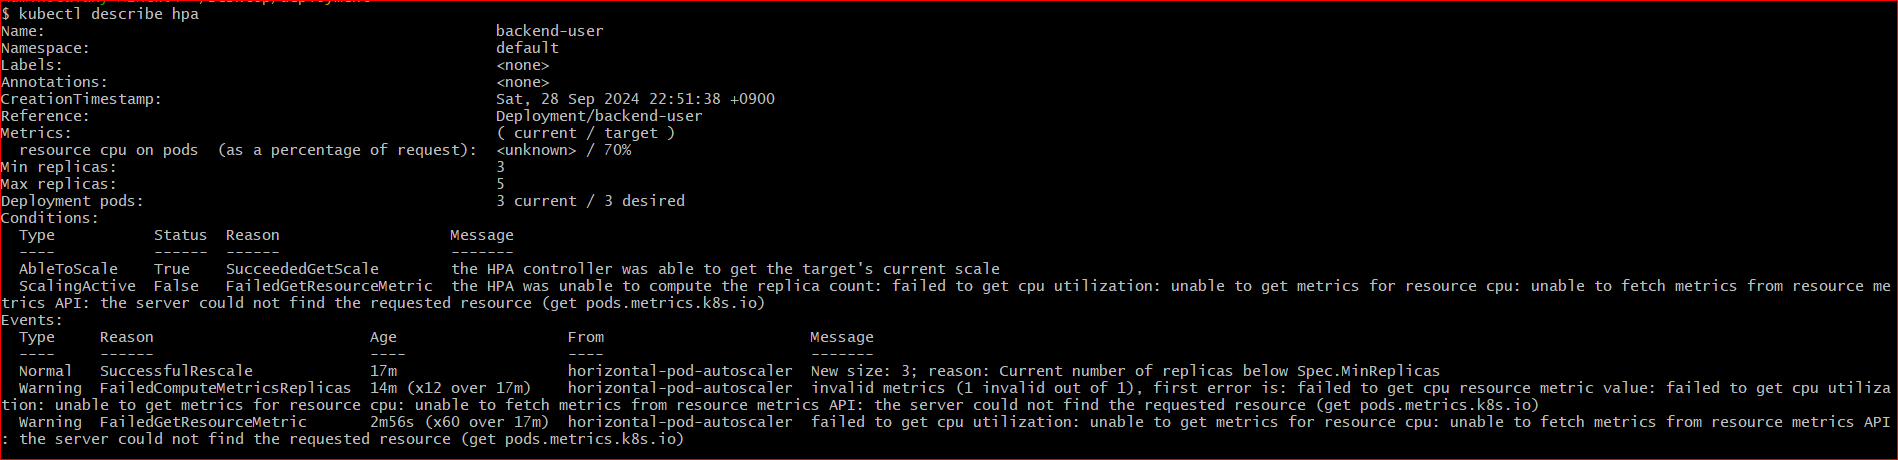 $ kubectl describe hpa
Name:                                                  backend-user
Namespace:                                             default
Labels:                                                <none>
Annotations:                                           <none>
CreationTimestamp:                                     Sat, 28 Sep 2024 22:51:38 +0900
Reference:                                             Deployment/backend-user
Metrics:                                               ( current / target )
  resource cpu on pods  (as a percentage of request):  <unknown> / 70%
Min replicas:                                          3
Max replicas:                                          5
Deployment pods:                                       3 current / 3 desired
Conditions:
  Type           Status  Reason                   Message
  ----           ------  ------                   -------
  AbleToScale    True    SucceededGetScale        the HPA controller was able to get the target's current scale
  ScalingActive  False   FailedGetResourceMetric  the HPA was unable to compute the replica count: failed to get cpu utilization: unable to get metrics for resource cpu: unable to fetch metrics from resource me
trics API: the server could not find the requested resource (get pods.metrics.k8s.io)
Events:
  Type     Reason                        Age                   From                       Message
  ----     ------                        ----                  ----                       -------
  Normal   SuccessfulRescale             17m                   horizontal-pod-autoscaler  New size: 3; reason: Current number of replicas below Spec.MinReplicas
  Warning  FailedComputeMetricsReplicas  14m (x12 over 17m)    horizontal-pod-autoscaler  invalid metrics (1 invalid out of 1), first error is: failed to get cpu resource metric value: failed to get cpu utiliza
tion: unable to get metrics for resource cpu: unable to fetch metrics from resource metrics API: the server could not find the requested resource (get pods.metrics.k8s.io)
  Warning  FailedGetResourceMetric       2m56s (x60 over 17m)  horizontal-pod-autoscaler  failed to get cpu utilization: unable to get metrics for resource cpu: unable to fetch metrics from resource metrics API
: the server could not find the requested resource (get pods.metrics.k8s.io)